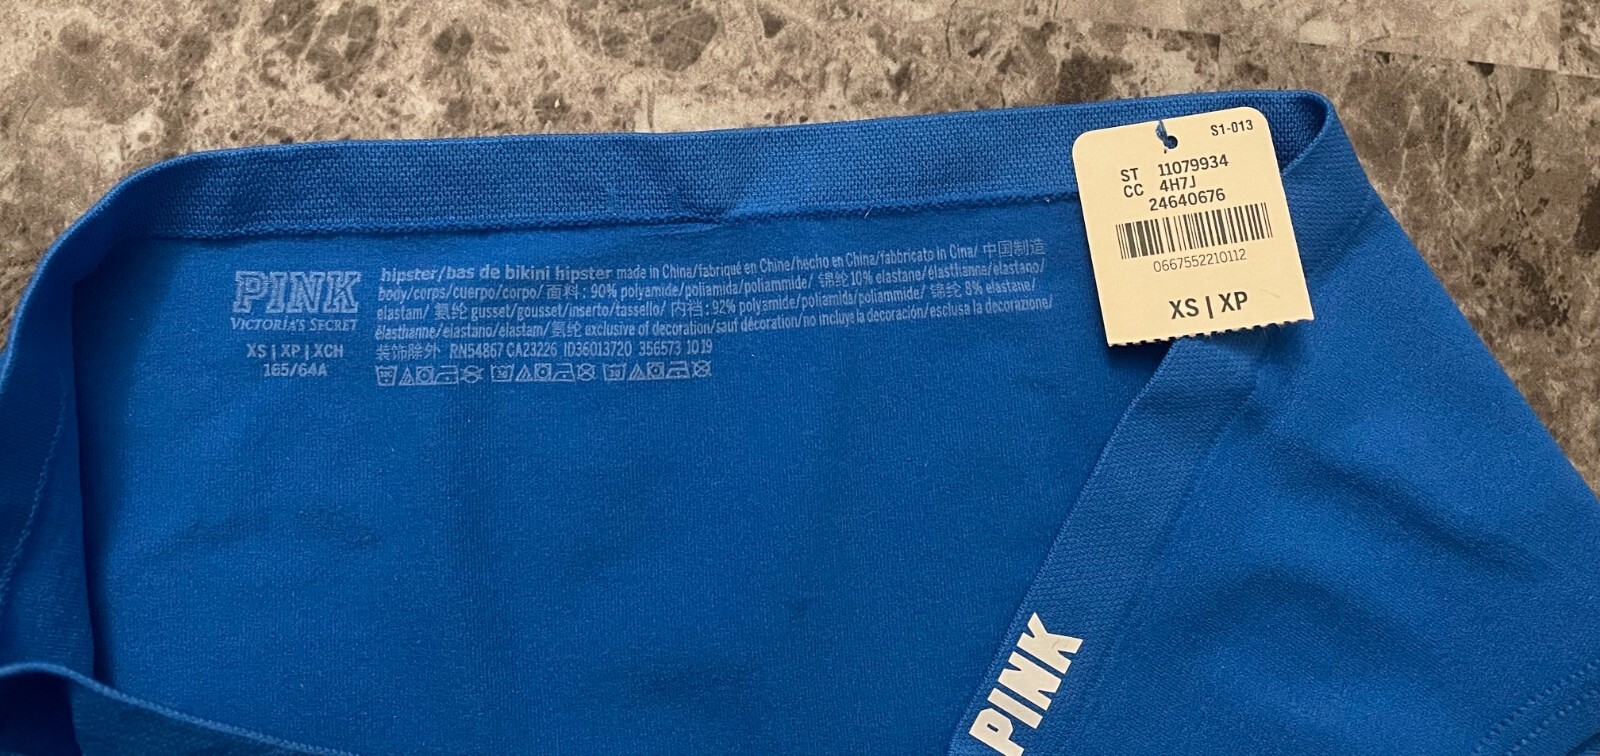 PINK
VICTORIA'S SECRET
XS | XP | XCH
165/64A
hipster/bas de bikini hipster made in China/fabriqué en Chine/hecho en China/fabbricato in Cina/ 中国制造
body/corps/cuerpo/corpo/ 面料: 90% polyamide/poliamida/poliammide/ 锦纶 10% elastane/élasthanne/elastano/
elastam/ 氨纶 gusset/gousset/inserto/tassello/ 内裆: 92% polyamide/poliamida/poliammide/ 锦纶 8% elastane/
élasthanne/elastano/elastam/氨纶 exclusive of decoration/sauf décoration/no incluye la decoración/esclusa la decorazione/
装饰除外 RN54867 CA23226 ID36013720 356573 1019
S1-013
ST 11079934
CC 4H7J
24640676
0667552210112
XS | XP
PINK